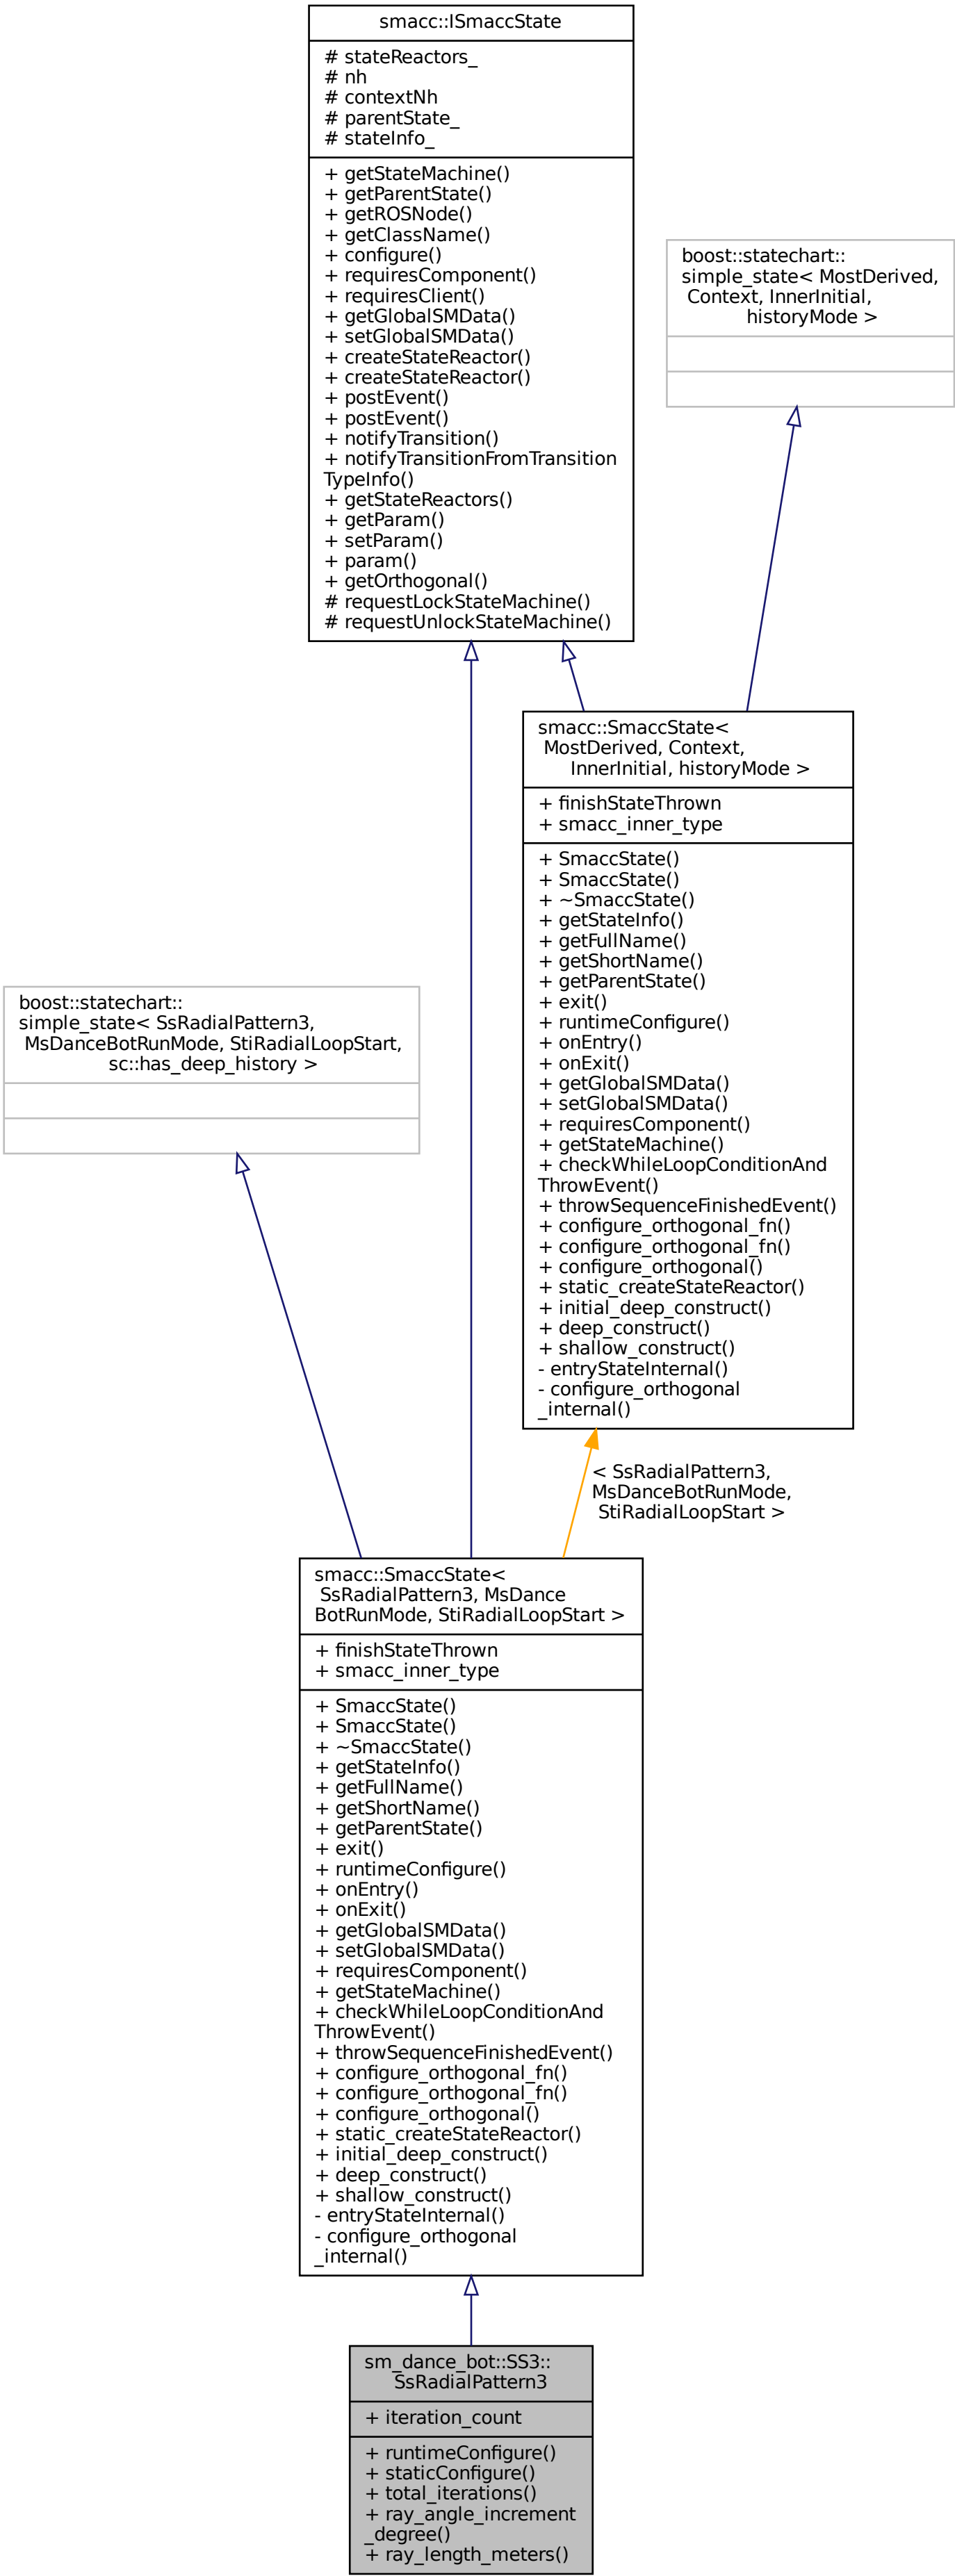 smacc::ISmaccState
# stateReactors_
# nh
# contextNh
# parentState_
# stateInfo_
+ getStateMachine()
+ getParentState()
+ getROSNode()
+ getClassName()
+ configure()
+ requiresComponent()
+ requiresClient()
+ getGlobalSMData()
+ setGlobalSMData()
+ createStateReactor()
+ createStateReactor()
+ postEvent()
+ postEvent()
+ notifyTransition()
+ notifyTransitionFromTransition
TypeInfo()
+ getStateReactors()
+ getParam()
+ setParam()
+ param()
+ getOrthogonal()
# requestLockStateMachine()
# requestUnlockStateMachine()
boost::statechart::
simple_state< MostDerived,
Context, InnerInitial,
historyMode >
smacc::SmaccState<
MostDerived, Context,
InnerInitial, historyMode >
+ finishStateThrown
+ smacc_inner_type
+ SmaccState()
+ SmaccState()
+ ~SmaccState()
+ getStateInfo()
+ getFullName()
+ getShortName()
+ getParentState()
+ exit()
+ runtimeConfigure()
+ onEntry()
+ onExit()
+ getGlobalSMData()
+ setGlobalSMData()
+ requiresComponent()
+ getStateMachine()
+ checkWhileLoopConditionAnd
ThrowEvent()
+ throwSequenceFinishedEvent()
+ configure_orthogonal_fn()
+ configure_orthogonal_fn()
+ configure_orthogonal()
+ static_createStateReactor()
+ initial_deep_construct()
+ deep_construct()
+ shallow_construct()
- entryStateInternal()
- configure_orthogonal
_internal()
boost::statechart::
simple_state< SsRadialPattern3,
MsDanceBotRunMode, StiRadialLoopStart,
sc::has_deep_history >
< SsRadialPattern3,
MsDanceBotRunMode,
StiRadialLoopStart >
smacc::SmaccState<
SsRadialPattern3, MsDance
BotRunMode, StiRadialLoopStart >
+ finishStateThrown
+ smacc_inner_type
+ SmaccState()
+ SmaccState()
+ ~SmaccState()
+ getStateInfo()
+ getFullName()
+ getShortName()
+ getParentState()
+ exit()
+ runtimeConfigure()
+ onEntry()
+ onExit()
+ getGlobalSMData()
+ setGlobalSMData()
+ requiresComponent()
+ getStateMachine()
+ checkWhileLoopConditionAnd
ThrowEvent()
+ throwSequenceFinishedEvent()
+ configure_orthogonal_fn()
+ configure_orthogonal_fn()
+ configure_orthogonal()
+ static_createStateReactor()
+ initial_deep_construct()
+ deep_construct()
+ shallow_construct()
- entryStateInternal()
- configure_orthogonal
_internal()
sm_dance_bot::SS3::
SsRadialPattern3
+ iteration_count
+ runtimeConfigure()
+ staticConfigure()
+ total_iterations()
+ ray_angle_increment
_degree()
+ ray_length_meters()